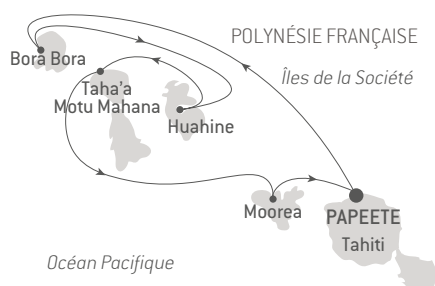 POLYNÉSIE FRANÇAISE
Bora Bora
Îles de la Société
Taha'a
Motu Mahana
Huahine
Moorea
PAPEETE
Tahiti
Océan Pacifique